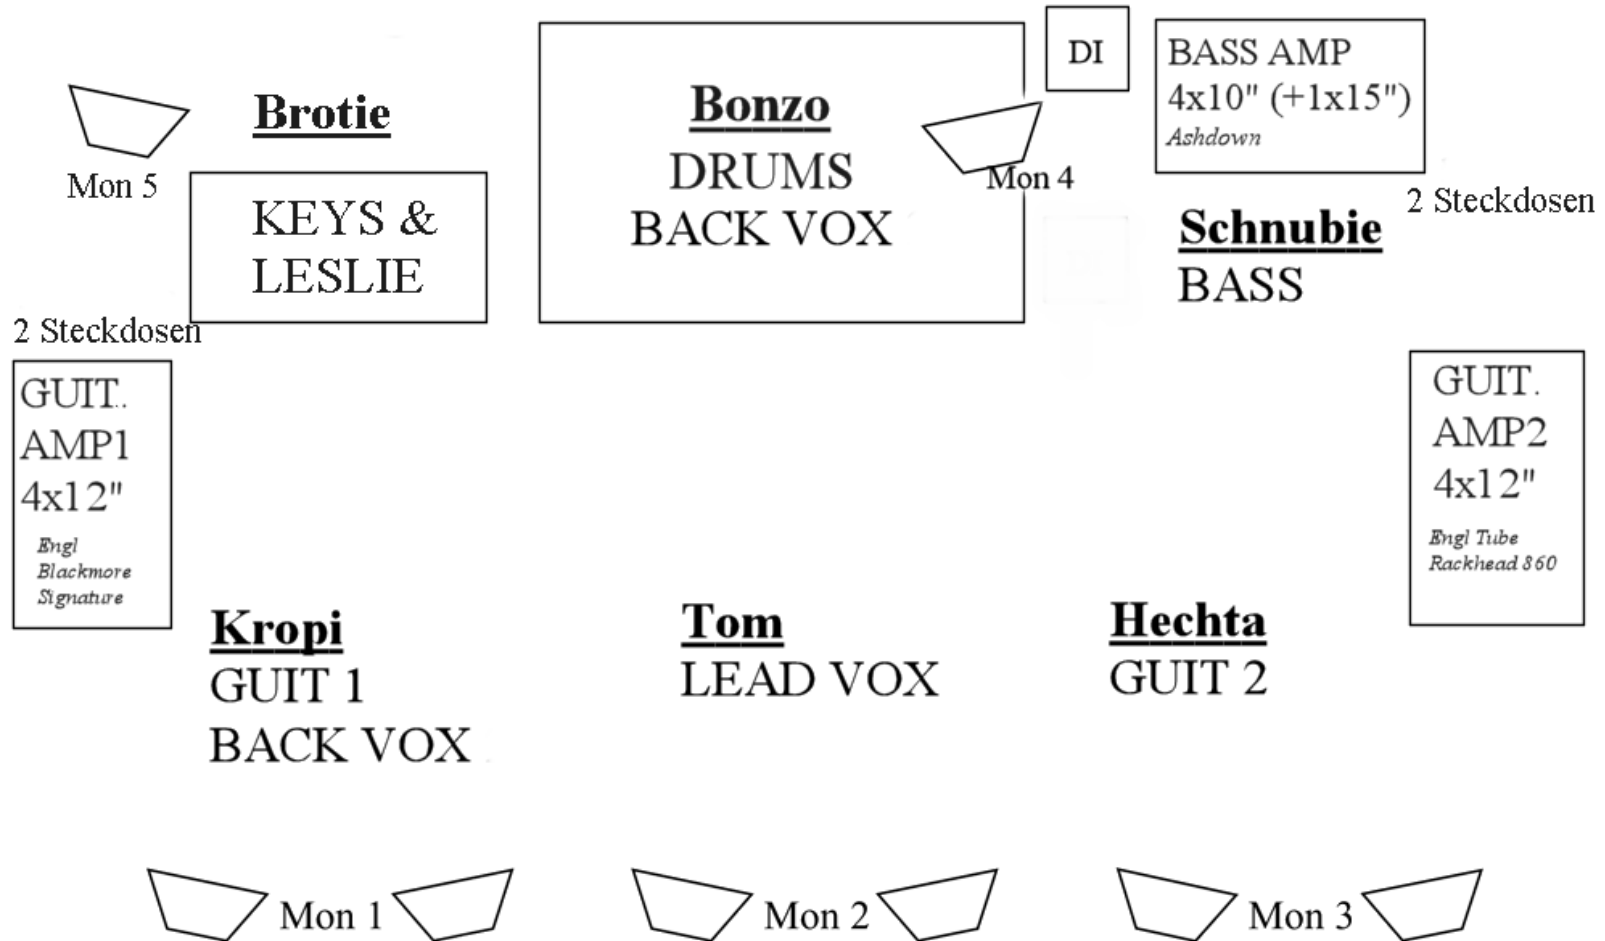 Brotie
Mon 5
KEYS &
LESLIE
Bonzo
DRUMS
BACK VOX
Mon 4
DI
BASS AMP
4x10" (+1x15")
Ashdown
2 Steckdosen
Schnubie
BASS
2 Steckdosen
GUIT..
AMP1
4x12"
Engl
Blackmore
Signature
GUIT.
AMP2
4x12"
Engl Tube
Rackhead 860
Kropi
GUIT 1
BACK VOX
Tom
LEAD VOX
Hechta
GUIT 2
Mon 1
Mon 2
Mon 3